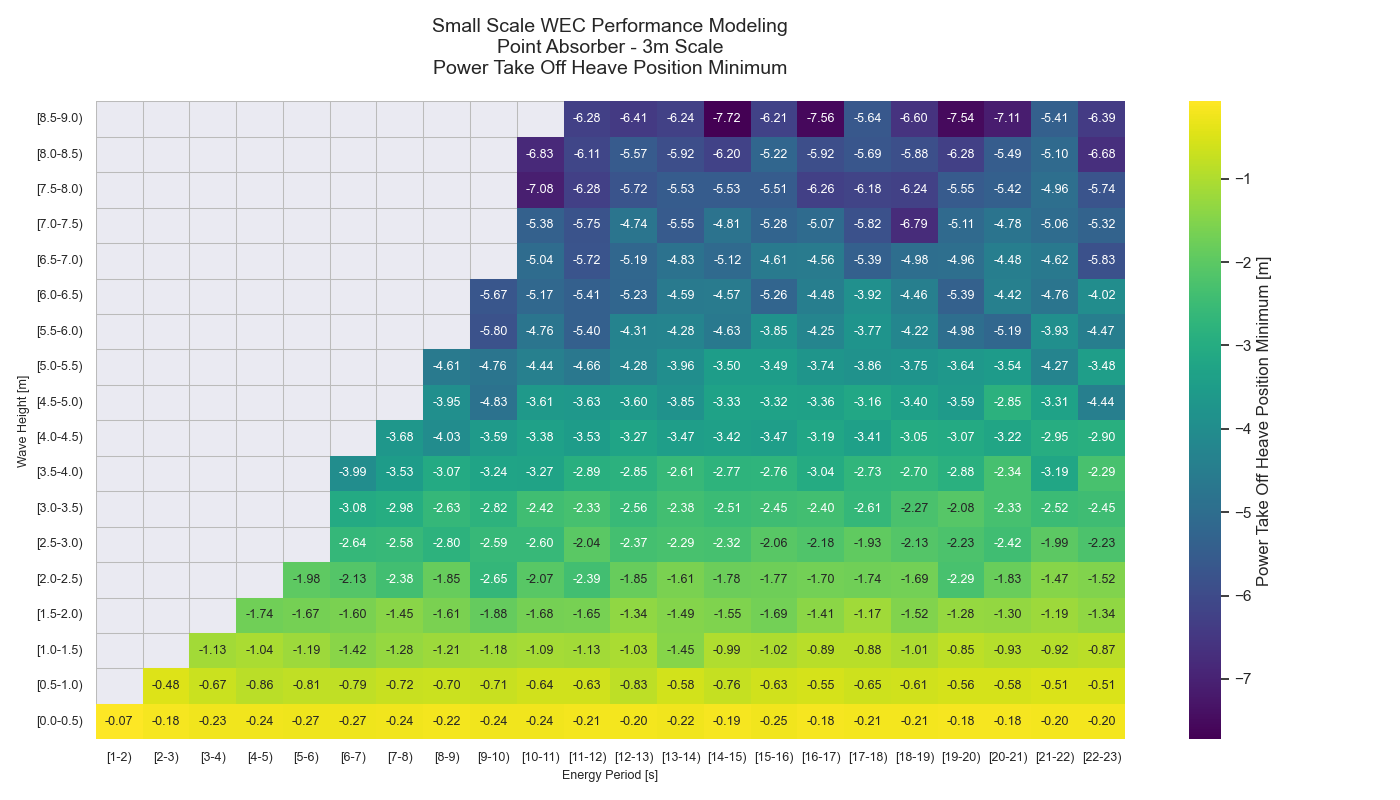 Small Scale WEC Performance Modeling
Point Absorber - 3m Scale
Power Take Off Heave Position Minimum
Wave Height [m]
[8.5-9.0) -6.28 -6.41 -6.24 -7.72 -6.21 -7.56 -5.64 -6.60 -7.54 -7.11 -5.41 -6.39
[8.0-8.5) -6.83 -6.11 -5.57 -5.92 -6.20 -5.22 -5.92 -5.69 -5.88 -6.28 -5.49 -5.10 -6.68
[7.5-8.0) -7.08 -6.28 -5.72 -5.53 -5.53 -5.51 -6.26 -6.18 -6.24 -5.55 -5.42 -4.96 -5.74
[7.0-7.5) -5.38 -5.75 -4.74 -5.55 -4.81 -5.28 -5.07 -5.82 -6.79 -5.11 -4.78 -5.06 -5.32
[6.5-7.0) -5.04 -5.72 -5.19 -4.83 -5.12 -4.61 -4.56 -5.39 -4.98 -4.96 -4.48 -4.62 -5.83
[6.0-6.5) -5.67 -5.17 -5.41 -5.23 -4.59 -4.57 -5.26 -4.48 -3.92 -4.46 -5.39 -4.42 -4.76 -4.02
[5.5-6.0) -5.80 -4.76 -5.40 -4.31 -4.28 -4.63 -3.85 -4.25 -3.77 -4.22 -4.98 -5.19 -3.93 -4.47
[5.0-5.5) -4.61 -4.76 -4.44 -4.66 -4.28 -3.96 -3.50 -3.49 -3.74 -3.86 -3.75 -3.64 -3.54 -4.27 -3.48
[4.5-5.0) -3.95 -4.83 -3.61 -3.63 -3.60 -3.85 -3.33 -3.32 -3.36 -3.16 -3.40 -3.59 -2.85 -3.31 -4.44
[4.0-4.5) -3.68 -4.03 -3.59 -3.38 -3.53 -3.27 -3.47 -3.42 -3.47 -3.19 -3.41 -3.05 -3.07 -3.22 -2.95 -2.90
[3.5-4.0) -3.99 -3.53 -3.07 -3.24 -3.27 -2.89 -2.85 -2.61 -2.77 -2.76 -3.04 -2.73 -2.70 -2.88 -2.34 -3.19 -2.29
[3.0-3.5) -3.08 -2.98 -2.63 -2.82 -2.42 -2.33 -2.56 -2.38 -2.51 -2.45 -2.40 -2.61 -2.27 -2.08 -2.33 -2.52 -2.45
[2.5-3.0) -2.64 -2.58 -2.80 -2.59 -2.60 -2.04 -2.37 -2.29 -2.32 -2.06 -2.18 -1.93 -2.13 -2.23 -2.42 -1.99 -2.23
[2.0-2.5) -1.98 -2.13 -2.38 -1.85 -2.65 -2.07 -2.39 -1.85 -1.61 -1.78 -1.77 -1.70 -1.74 -1.69 -2.29 -1.83 -1.47 -1.52
[1.5-2.0) -1.74 -1.67 -1.60 -1.45 -1.61 -1.88 -1.68 -1.65 -1.34 -1.49 -1.55 -1.69 -1.41 -1.17 -1.52 -1.28 -1.30 -1.19 -1.34
[1.0-1.5) -1.13 -1.04 -1.19 -1.42 -1.28 -1.21 -1.18 -1.09 -1.13 -1.03 -1.45 -0.99 -1.02 -0.89 -0.88 -1.01 -0.85 -0.93 -0.92 -0.87
[0.5-1.0) -0.48 -0.67 -0.86 -0.81 -0.79 -0.72 -0.70 -0.71 -0.64 -0.63 -0.83 -0.58 -0.76 -0.63 -0.55 -0.65 -0.61 -0.56 -0.58 -0.51 -0.51
[0.0-0.5) -0.07 -0.18 -0.23 -0.24 -0.27 -0.27 -0.24 -0.22 -0.24 -0.24 -0.21 -0.20 -0.22 -0.19 -0.25 -0.18 -0.21 -0.21 -0.18 -0.18 -0.20 -0.20
[1-2) [2-3) [3-4) [4-5) [5-6) [6-7) [7-8) [8-9) [9-10) [10-11) [11-12) [12-13) [13-14) [14-15) [15-16) [16-17) [17-18) [18-19) [19-20) [20-21) [21-22) [22-23)
Energy Period [s]
−1
−2
−3
−4
−5
−6
−7
Power Take Off Heave Position Minimum [m]